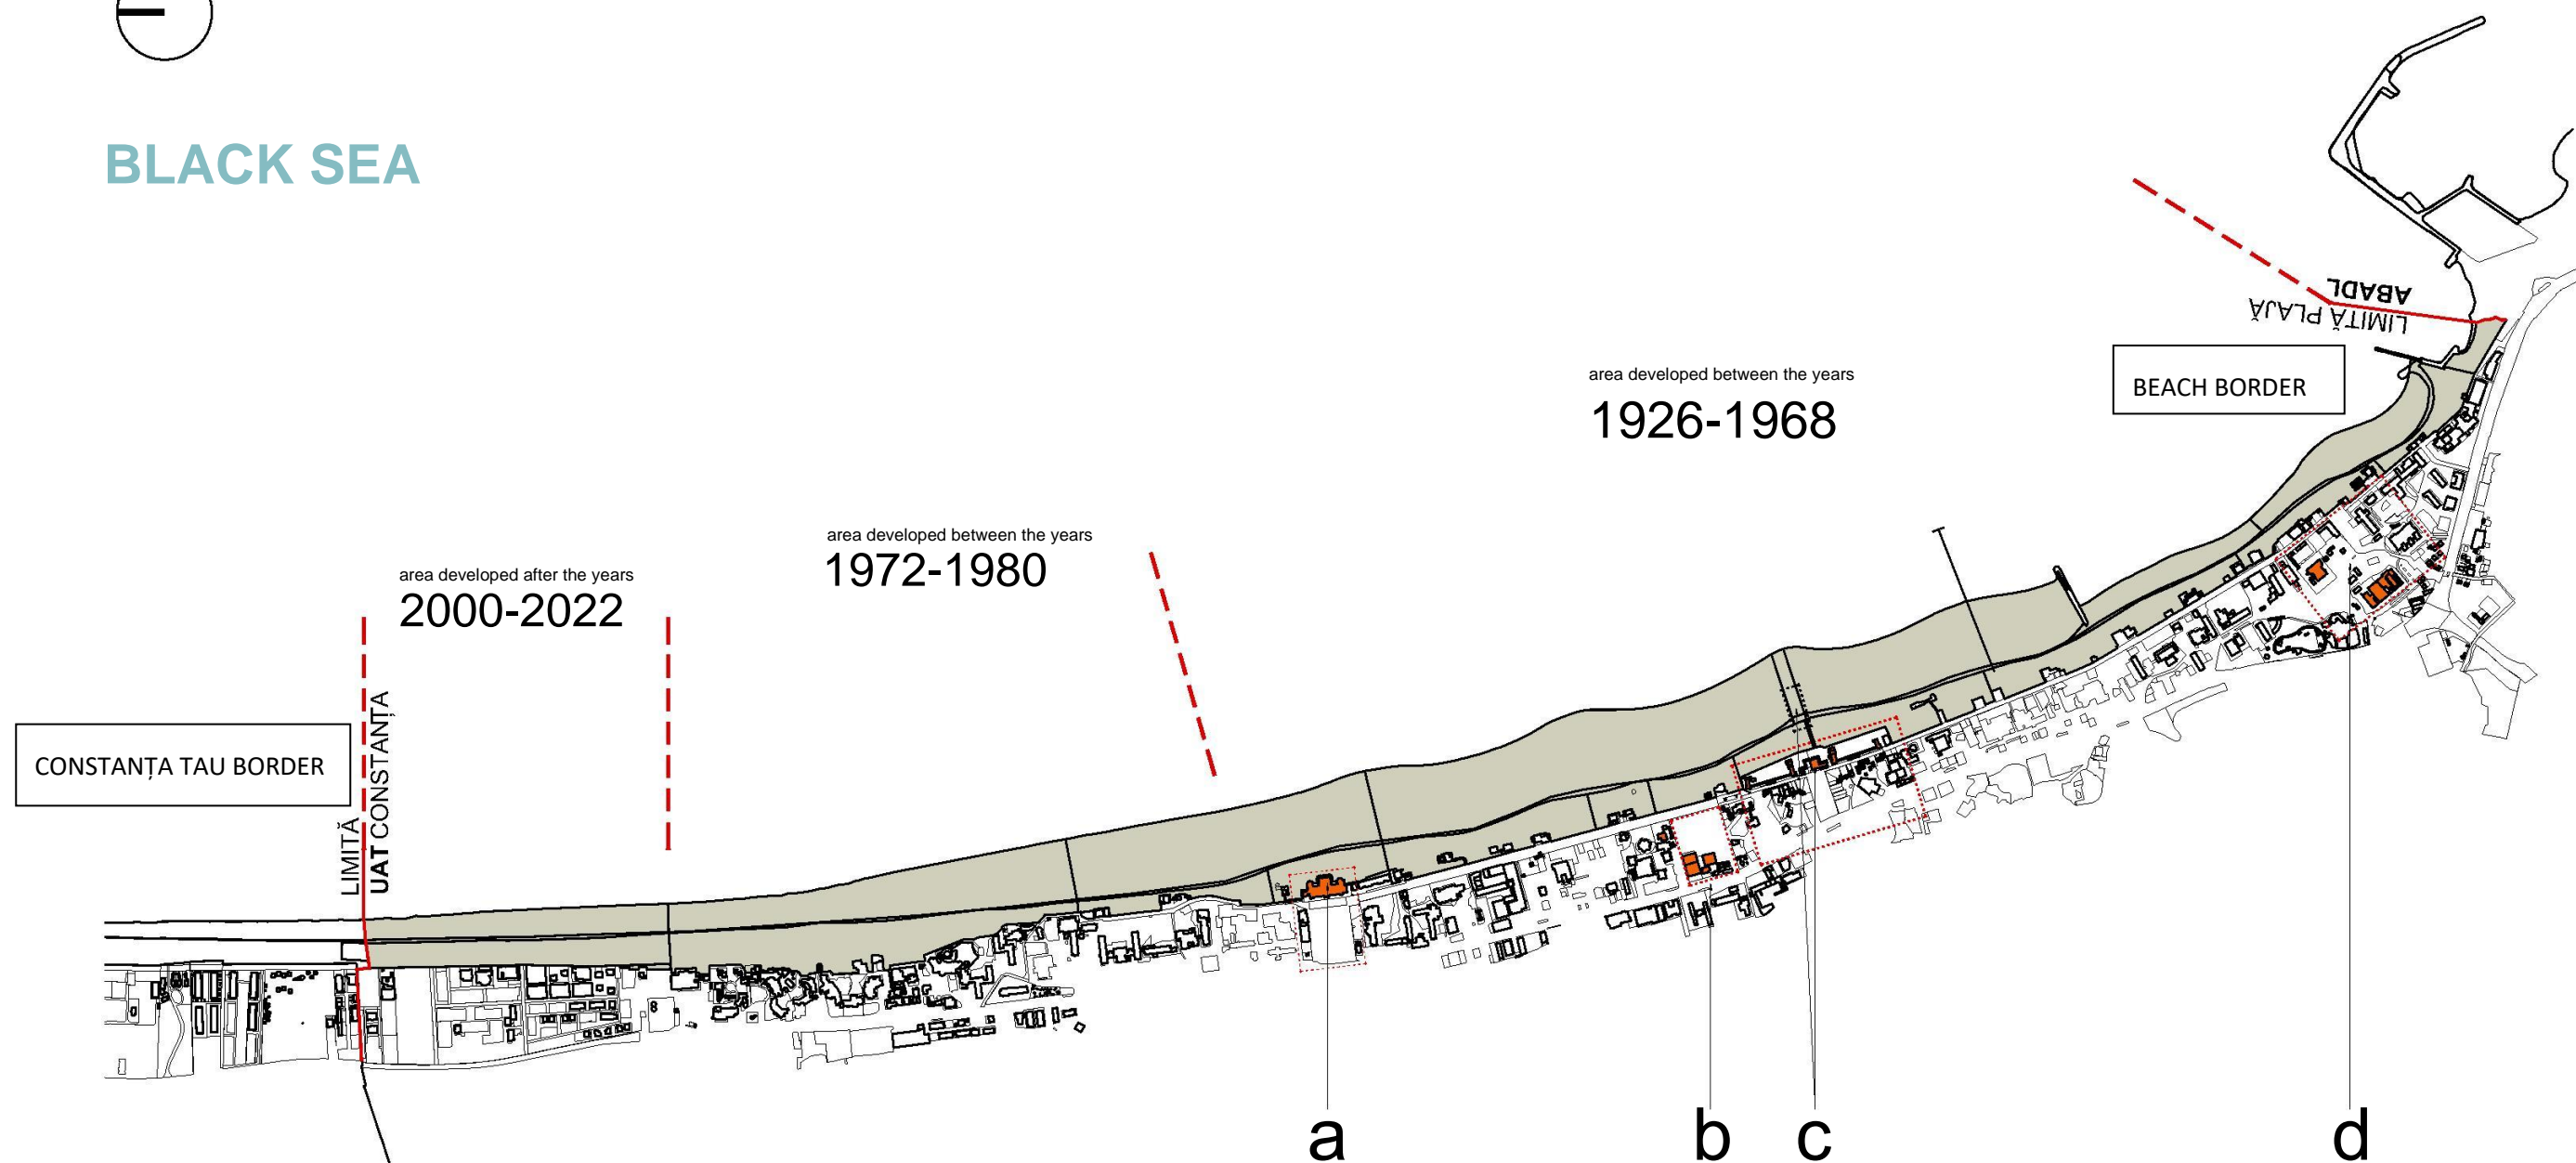 BLACK SEA
ABADL
LIMITĂ PLAJĂ
BEACH BORDER
area developed between the years
1926-1968
area developed between the years
1972-1980
area developed after the years
2000-2022
CONSTANȚA TAU BORDER
LIMITĂ
UAT CONSTANȚA
a
b
c
d